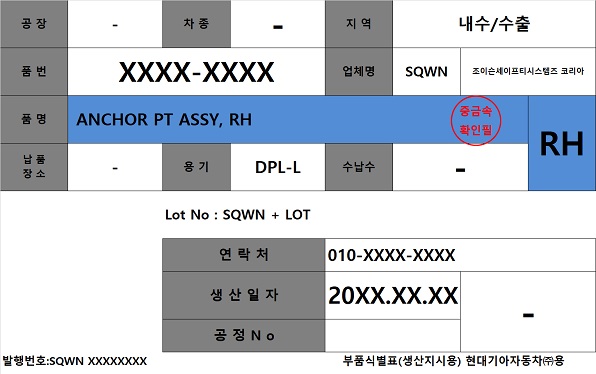 공 장 - 차 종 - 지 역 내수/수출
품 번 XXXX-XXXX 업체명 SQWN 조이슨세이프티시스템즈 코리아
품 명 ANCHOR PT ASSY, RH 중금속
확인필
RH
납 품
장 소 - 용 기 DPL-L 수납수 -
Lot No : SQWN + LOT
연 락 처 010-XXXX-XXXX
생 산 일 자 20XX.XX.XX -
공 정 N o
발행번호:SQWN XXXXXXXX 부품식별표(생산지시용) 현대기아자동차㈜용